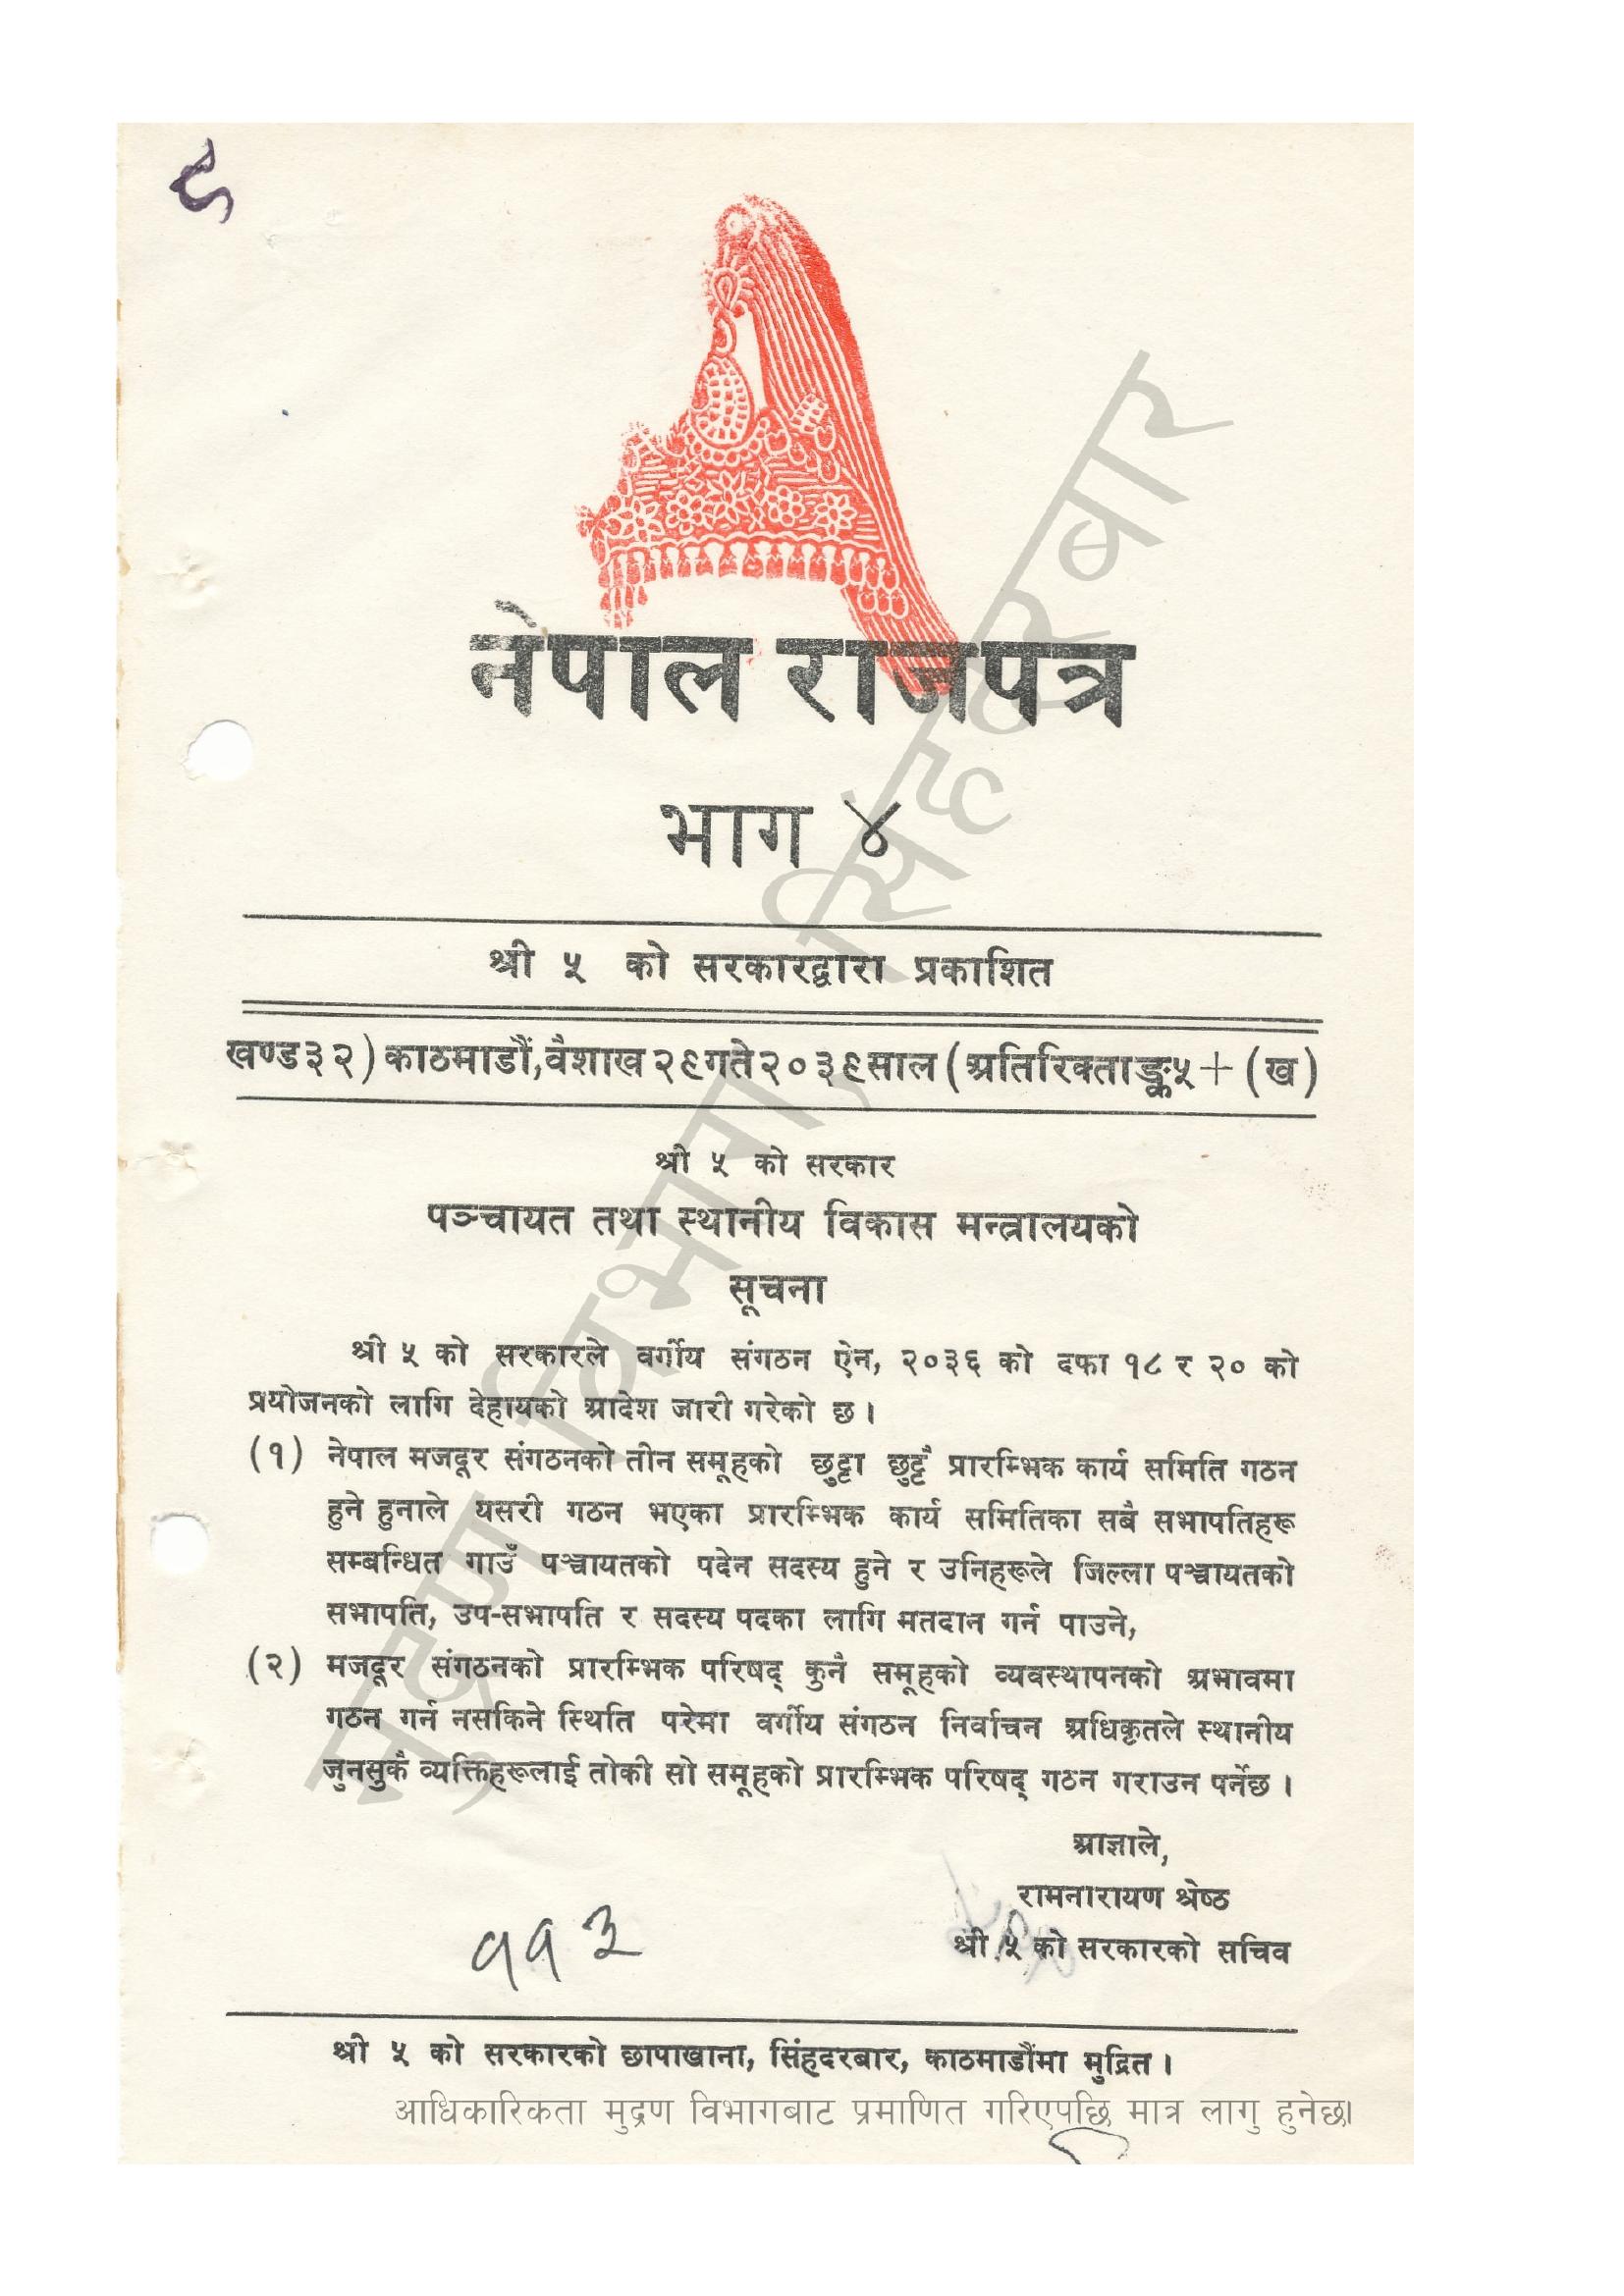 ९
नेपाल राजपत्र
भाग ४
श्री ५ को सरकारद्वारा प्रकाशित
खण्ड३२) काठमाडौं,वैशाख२९गते२०३९साल (अतिरिक्ताङ्क५+(ख)
श्री ५ को सरकार
पञ्चायत तथा स्थानीय विकास मन्त्रालयको
सूचना
श्री ५ को सरकारले वर्गीय संगठन ऐन, २०३६ को दफा १८ र २० को
प्रयोजनको लागि देहायको आदेश जारी गरेको छ ।
(१) नेपाल मजदूर संगठनको तीन समूहको छुट्टा छुट्टै प्रारम्भिक कार्य समिति गठन
हुने हुनाले यसरी गठन भएका प्रारम्भिक कार्य समितिका सबै सभापतिहरू
सम्बन्धित गाउँ पञ्चायतको पदेन सदस्य हुने र उनिहरूले जिल्ला पञ्चायतको
सभापति, उप-सभापति र सदस्य पदका लागि मतदान गर्न पाउने,
(२) मजदूर संगठनको प्रारम्भिक परिषद् कुनै समूहको व्यवस्थापनको अभावमा
गठन गर्न नसकिने स्थिति परेमा वर्गीय संगठन निर्वाचन अधिकृतले स्थानीय
जुनसुकै व्यक्तिहरूलाई तोकी सो समूहको प्रारम्भिक परिषद् गठन गराउन पर्नेछ ।
आज्ञाले,
रामनारायण श्रेष्ठ
श्री ५ को सरकारको सचिव
११३
श्री ५ को सरकारको छापाखाना, सिंहदरबार, काठमाडौंमा मुद्रित ।
आधिकारिकता मुद्रण विभागबाट प्रमाणित गरिएपछि मात्र लागु हुनेछ।
मुद्रण विभाग, सिंहदरबार